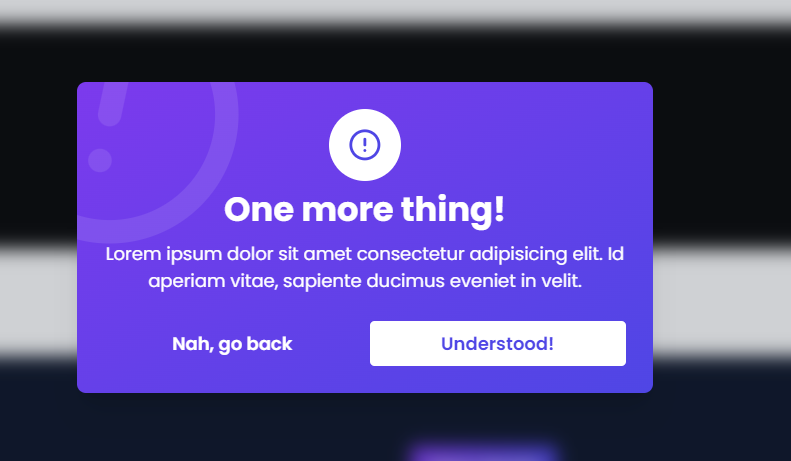 One more thing!
Lorem ipsum dolor sit amet consectetur adipisicing elit. Id
aperiam vitae, sapiente ducimus eveniet in velit.
Nah, go back
Understood!